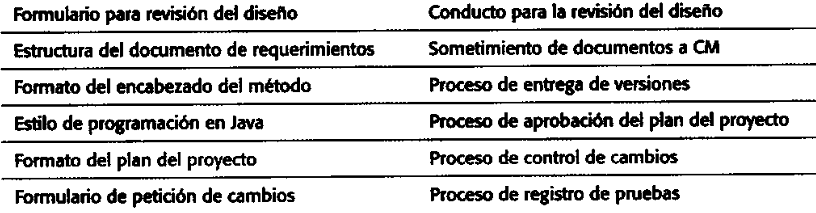 Formulario para revisión del diseño Conducto para la revisión del diseño
Estructura del documento de requerimientos Sometimiento de documentos a CM
Formato del encabezado del método Proceso de entrega de versiones
Estilo de programación en Java Proceso de aprobación del plan del proyecto
Formato del plan del proyecto Proceso de control de cambios
Formulario de petición de cambios Proceso de registro de pruebas